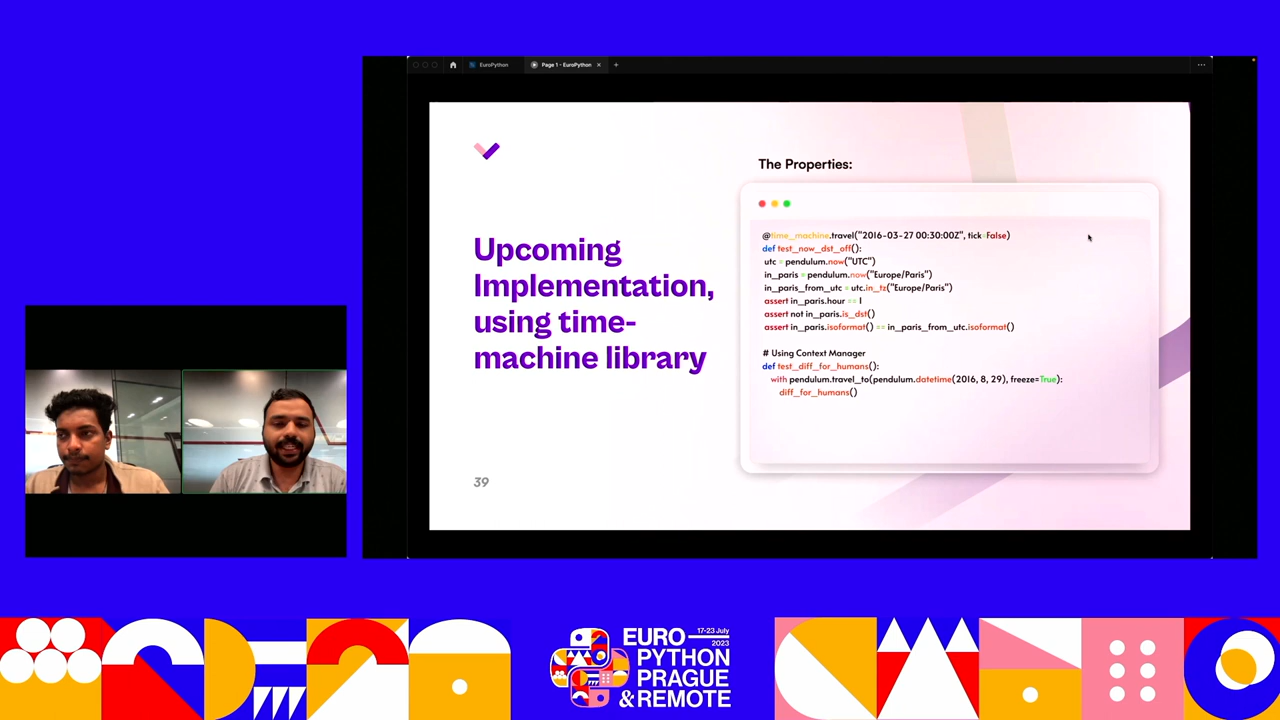 EuroPython
Page 1 - EuroPython
The Properties:
Upcoming
Implementation,
using time-
machine library
@time_machine.travel("2016-03-27 00:30:00Z", tick=False)
def test_now_dst_off():
utc = pendulum.now("UTC")
in_paris = pendulum.now("Europe/Paris")
in_paris_from_utc = utc.in_tz("Europe/Paris")
assert in_paris.hour == 1
assert not in_paris.is_dst()
assert in_paris.isoformat() == in_paris_from_utc.isoformat()
# Using Context Manager
def test_diff_for_humans():
with pendulum.travel_to(pendulum.datetime(2016, 8, 29), freeze=True):
diff_for_humans()
39
EURO 17-23 July 2023
PYTHON
PRAGUE
& REMOTE